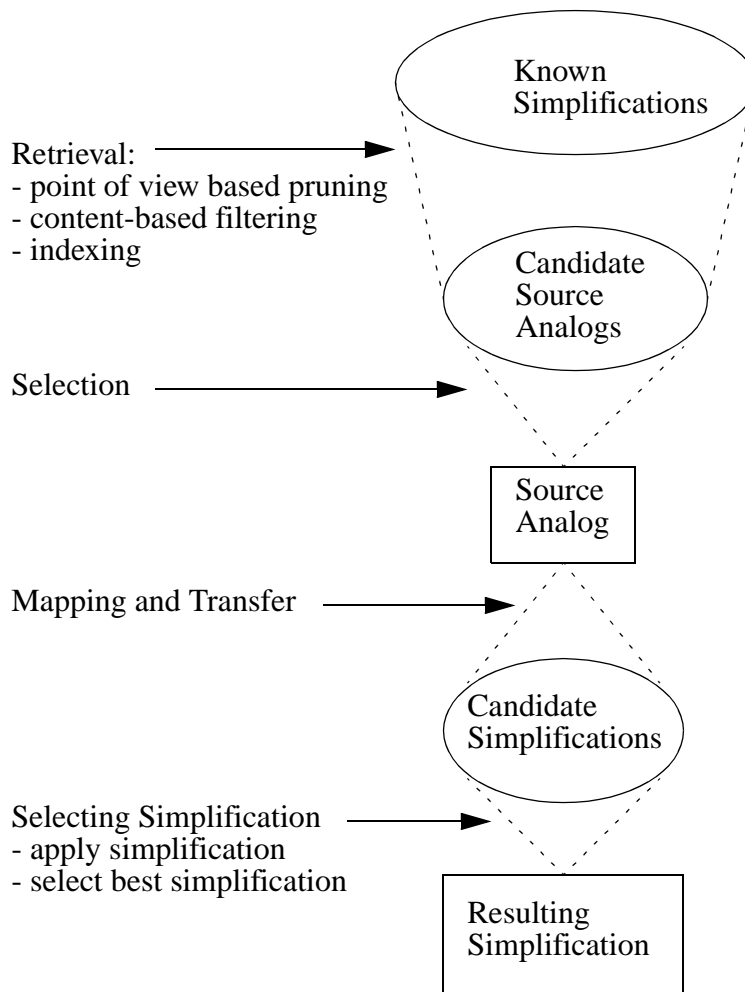 Known
Simplifications
Retrieval:
- point of view based pruning
- content-based filtering
- indexing
Candidate
Source
Analogs
Selection
Source
Analog
Mapping and Transfer
Candidate
Simplifications
Selecting Simplification
- apply simplification
- select best simplification
Resulting
Simplification